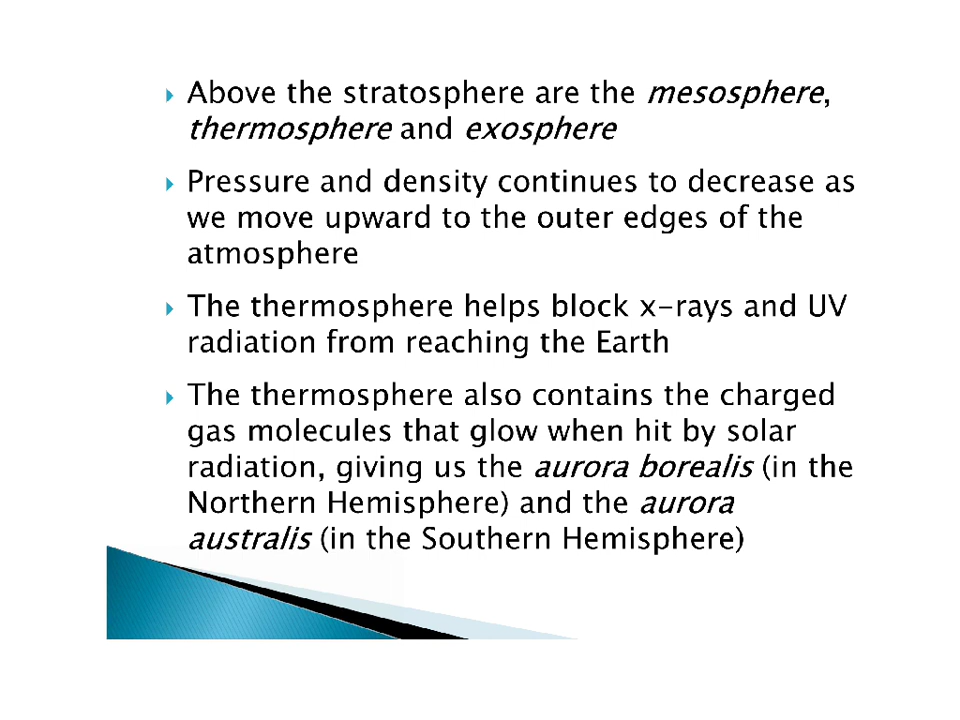 Above the stratosphere are the mesosphere,
thermosphere and exosphere
Pressure and density continues to decrease as
we move upward to the outer edges of the
atmosphere
The thermosphere helps block x-rays and UV
radiation from reaching the Earth
The thermosphere also contains the charged
gas molecules that glow when hit by solar
radiation, giving us the aurora borealis (in the
Northern Hemisphere) and the aurora
australis (in the Southern Hemisphere)